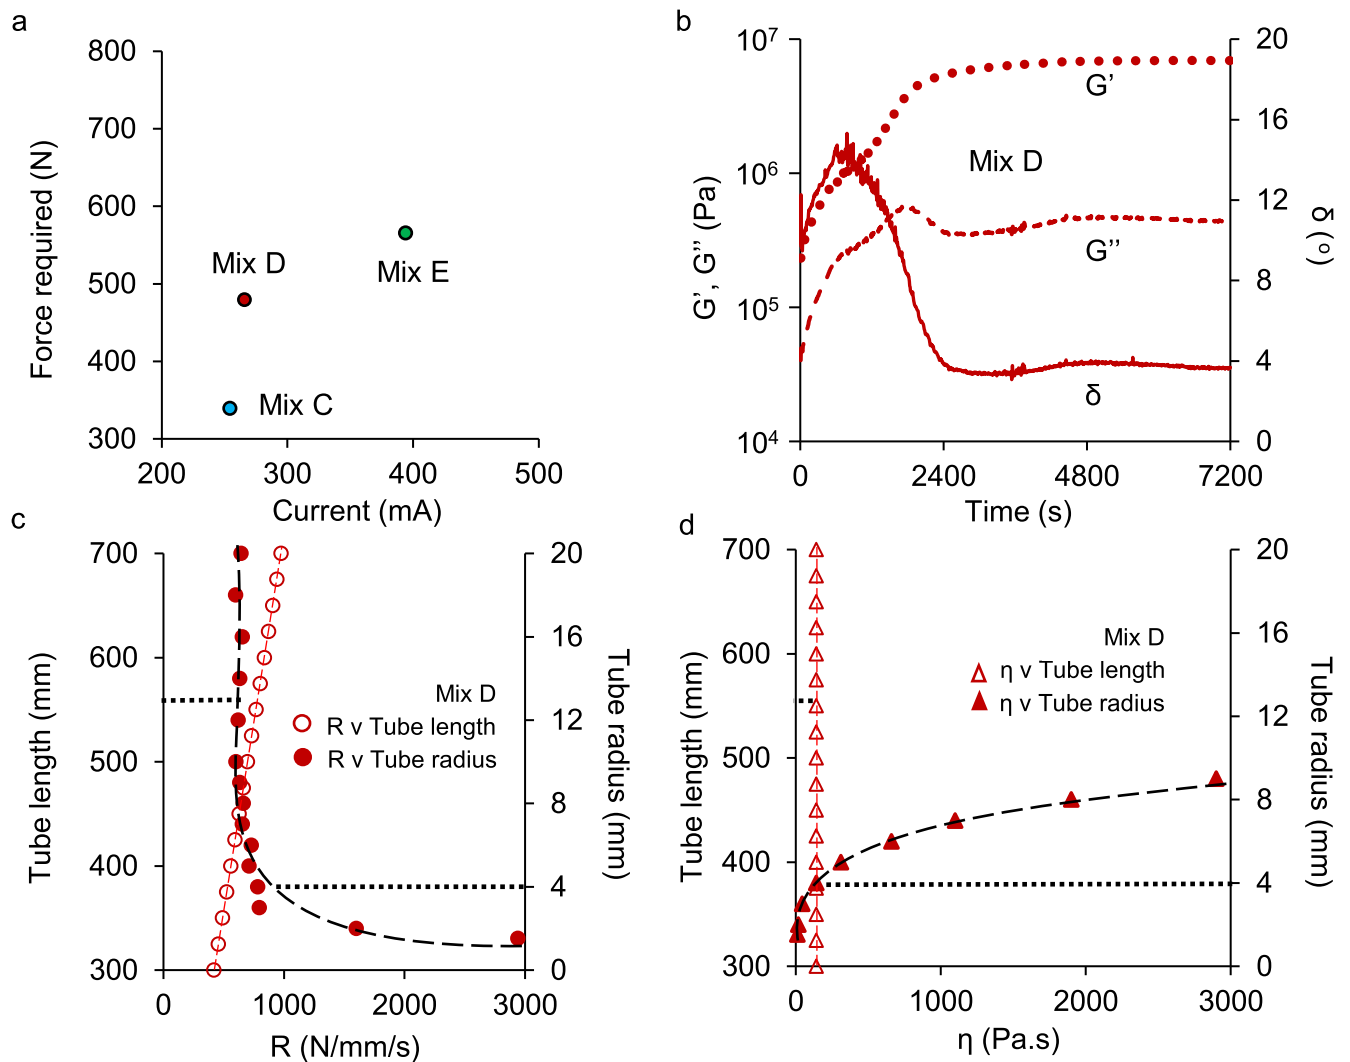 a
800
700
600
500
400
300
200
300
400
500
Force required (N)
Current (mA)
Mix D
Mix E
Mix C
b
10⁷
10⁶
10⁵
10⁴
20
16
12
8
4
0
0
2400
4800
7200
G’, G’’ (Pa)
δ (°)
Time (s)
G’
Mix D
G’’
δ
c
700
600
500
400
300
20
16
12
8
4
0
0
1000
2000
3000
Tube length (mm)
Tube radius (mm)
R (N/mm/s)
Mix D
R v Tube length
R v Tube radius
d
700
600
500
400
300
20
16
12
8
4
0
0
1000
2000
3000
Tube length (mm)
Tube radius (mm)
η (Pa.s)
Mix D
η v Tube length
η v Tube radius